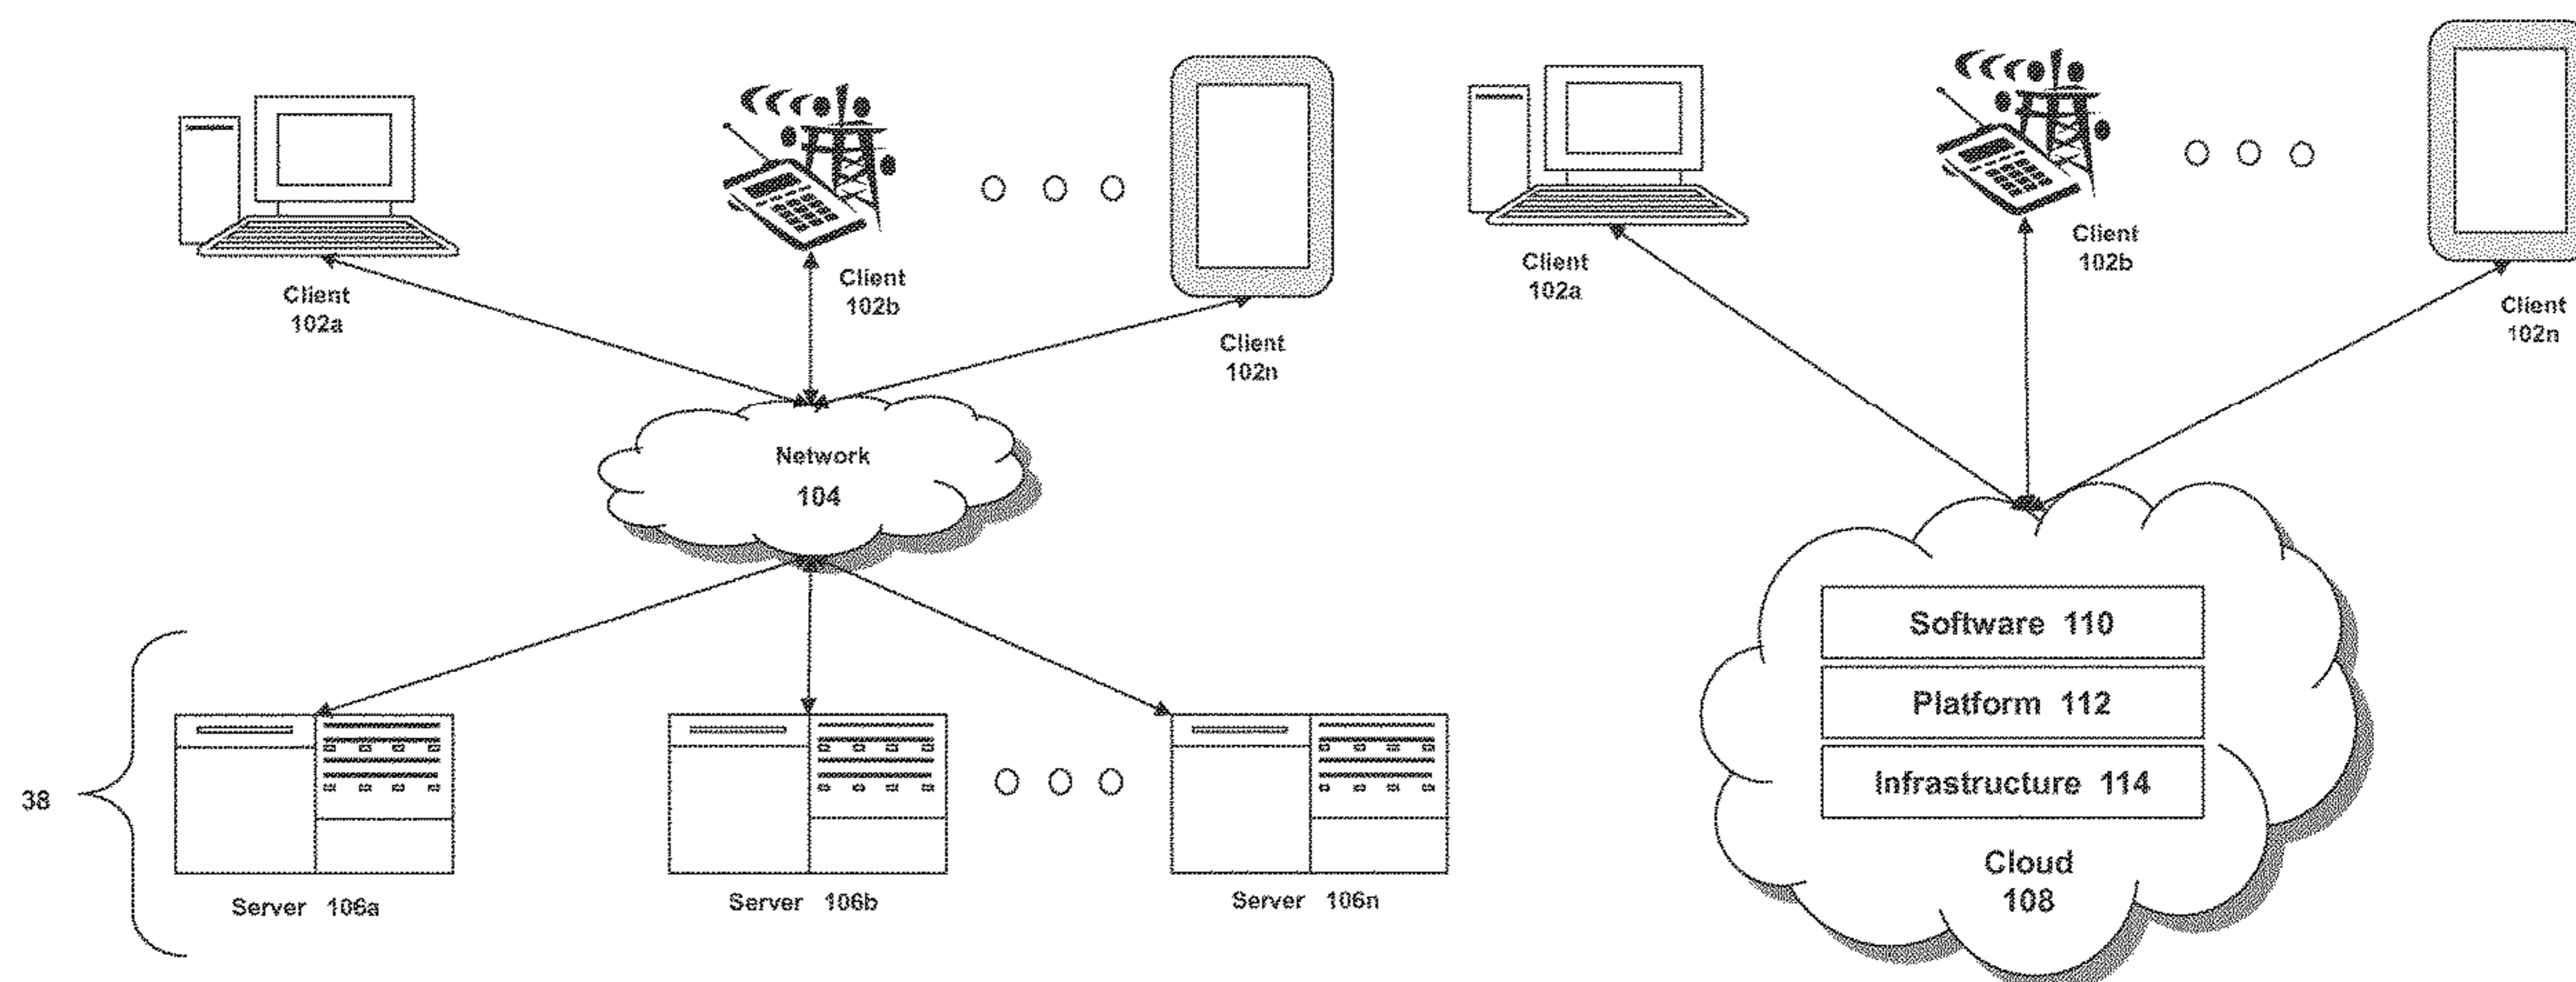 Client
102a
Client
102b
Client
102n
Network
104
38
Server 106a
Server 106b
Server 106n
Client
102a
Client
102b
Client
102n
Software 110
Platform 112
Infrastructure 114
Cloud
108